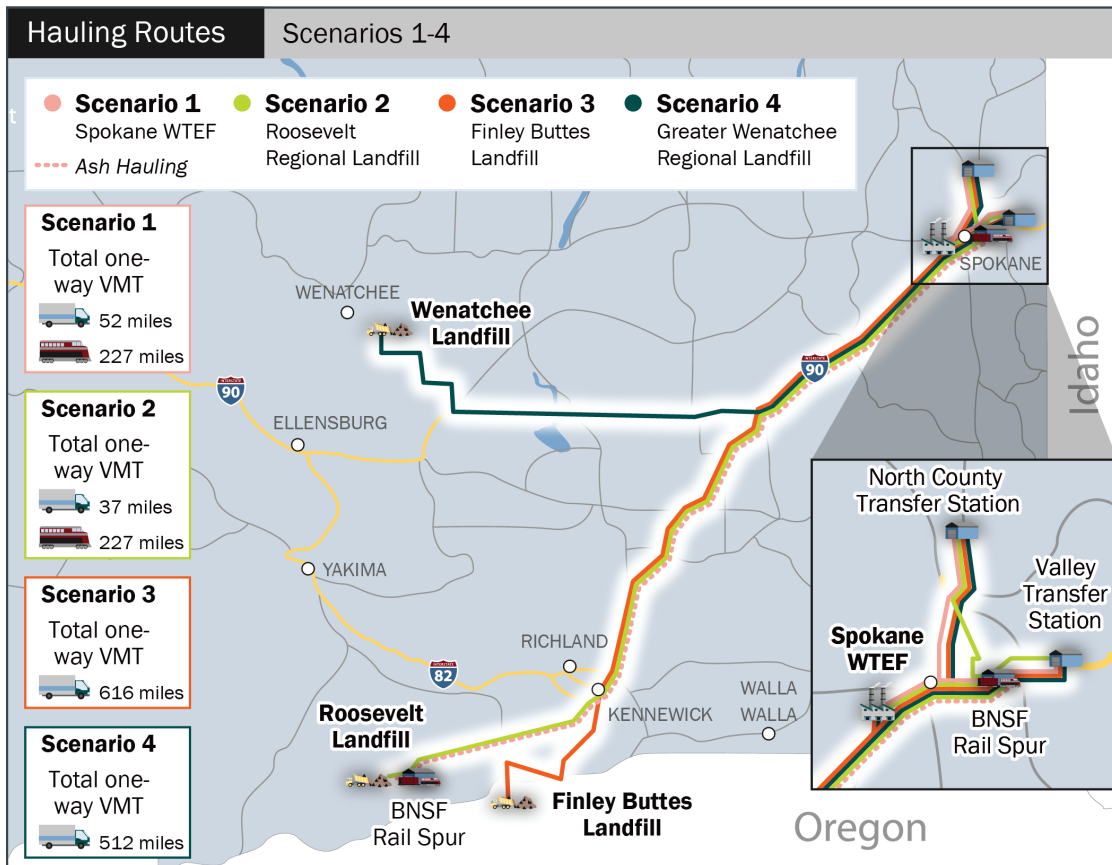 Hauling Routes
Scenarios 1-4
Scenario 1
Spokane WTEF
Ash Hauling
Scenario 2
Roosevelt
Regional Landfill
Scenario 3
Finley Buttes
Landfill
Scenario 4
Greater Wenatchee
Regional Landfill
t
Scenario 1
Total one-
way VMT
52 miles
227 miles
Scenario 2
Total one-
way VMT
37 miles
227 miles
Scenario 3
Total one-
way VMT
616 miles
Scenario 4
Total one-
way VMT
512 miles
SPOKANE
WENATCHEE
Wenatchee
Landfill
INTERSTATE
90
INTERSTATE
90
Idaho
ELLENSBURG
YAKIMA
RICHLAND
INTERSTATE
82
KENNEWICK
WALLA
WALLA
Roosevelt
Landfill
BNSF
Rail Spur
Finley Buttes
Landfill
Oregon
North County
Transfer Station
Valley
Transfer
Station
Spokane
WTEF
BNSF
Rail Spur